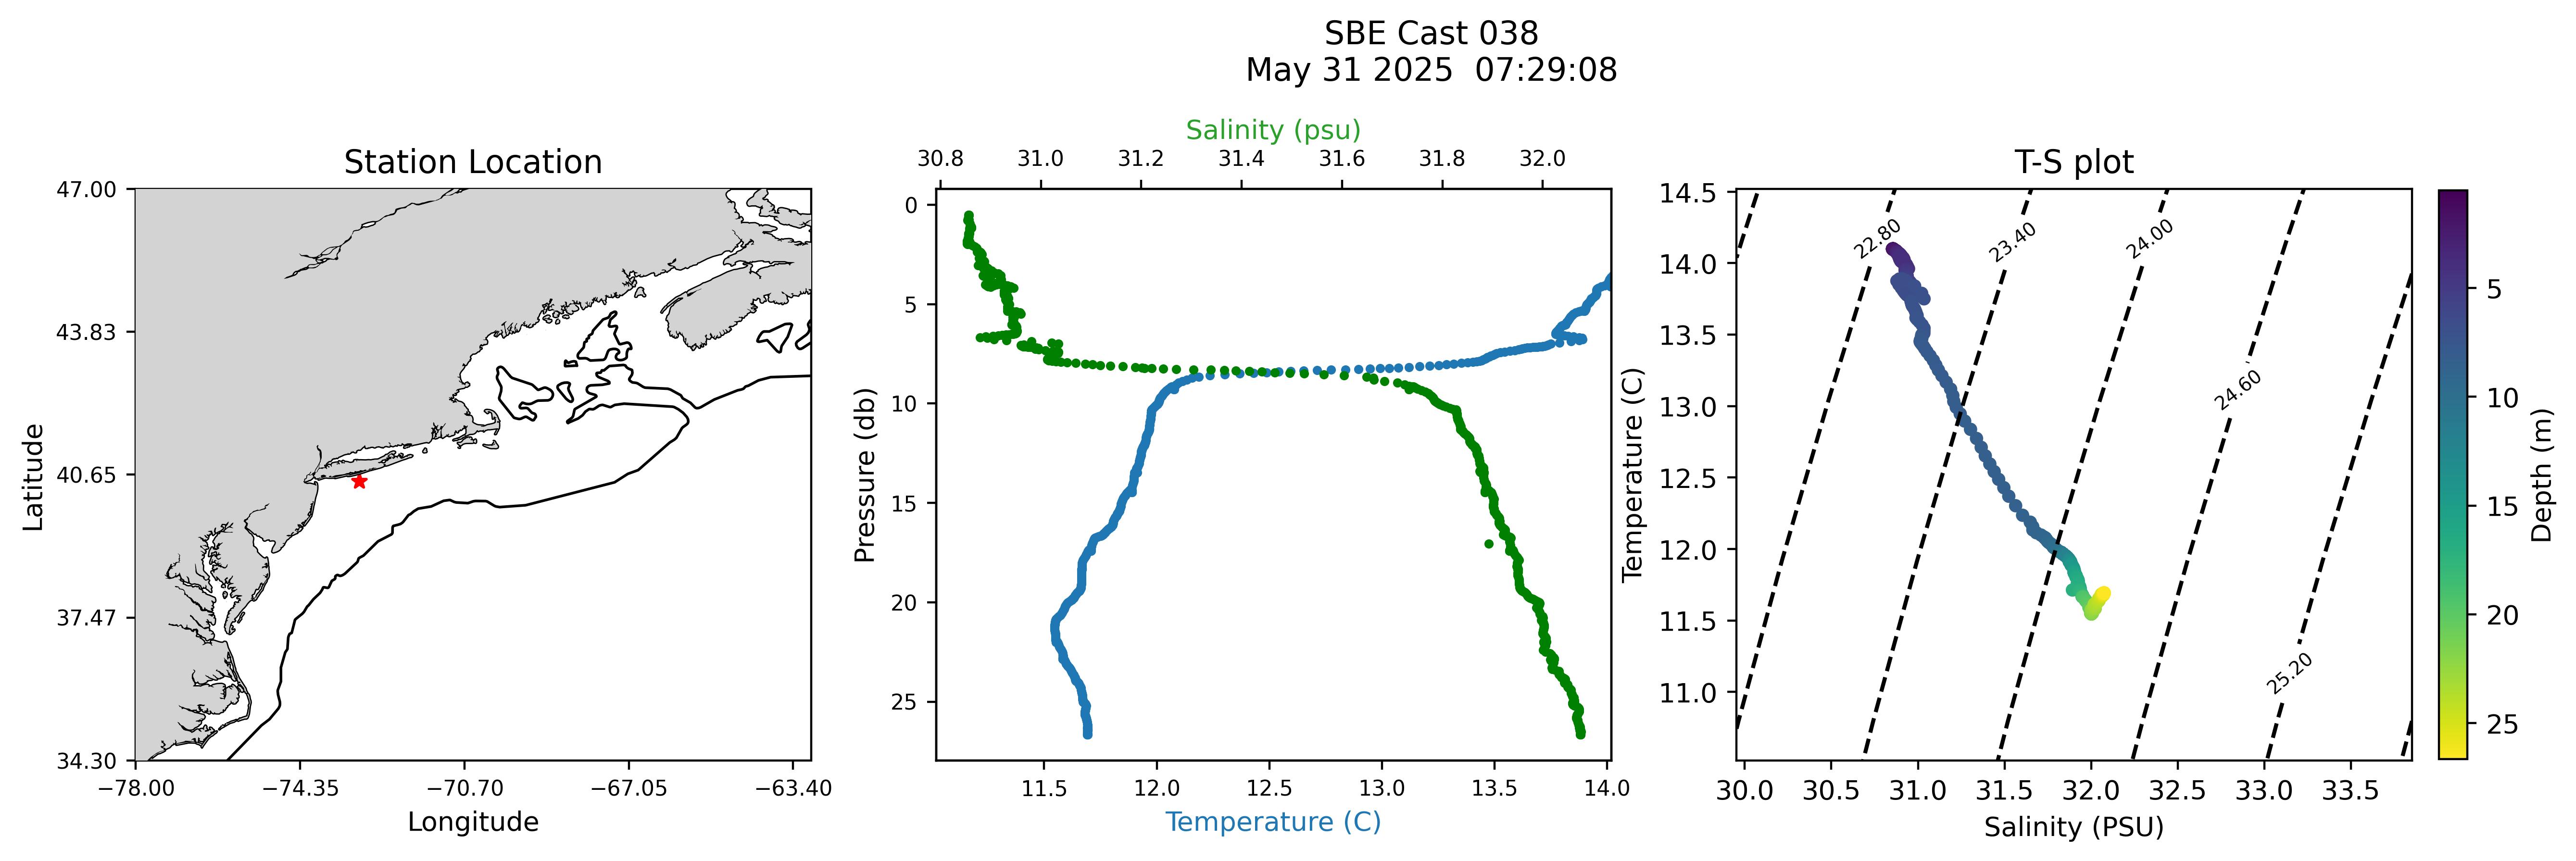 SBE Cast 038
May 31 2025  07:29:08
Station Location
47.00
43.83
40.65
37.47
34.30
Latitude
−78.00 −74.35 −70.70 −67.05 −63.40
Longitude
Salinity (psu)
30.8 31.0 31.2 31.4 31.6 31.8 32.0
0
5
10
15
20
25
Pressure (db)
11.5 12.0 12.5 13.0 13.5 14.0
Temperature (C)
T-S plot
14.5
14.0
13.5
13.0
12.5
12.0
11.5
11.0
Temperature (C)
22.80
23.40
24.00
24.60
25.20
30.0 30.5 31.0 31.5 32.0 32.5 33.0 33.5
Salinity (PSU)
5
10
15
20
25
Depth (m)